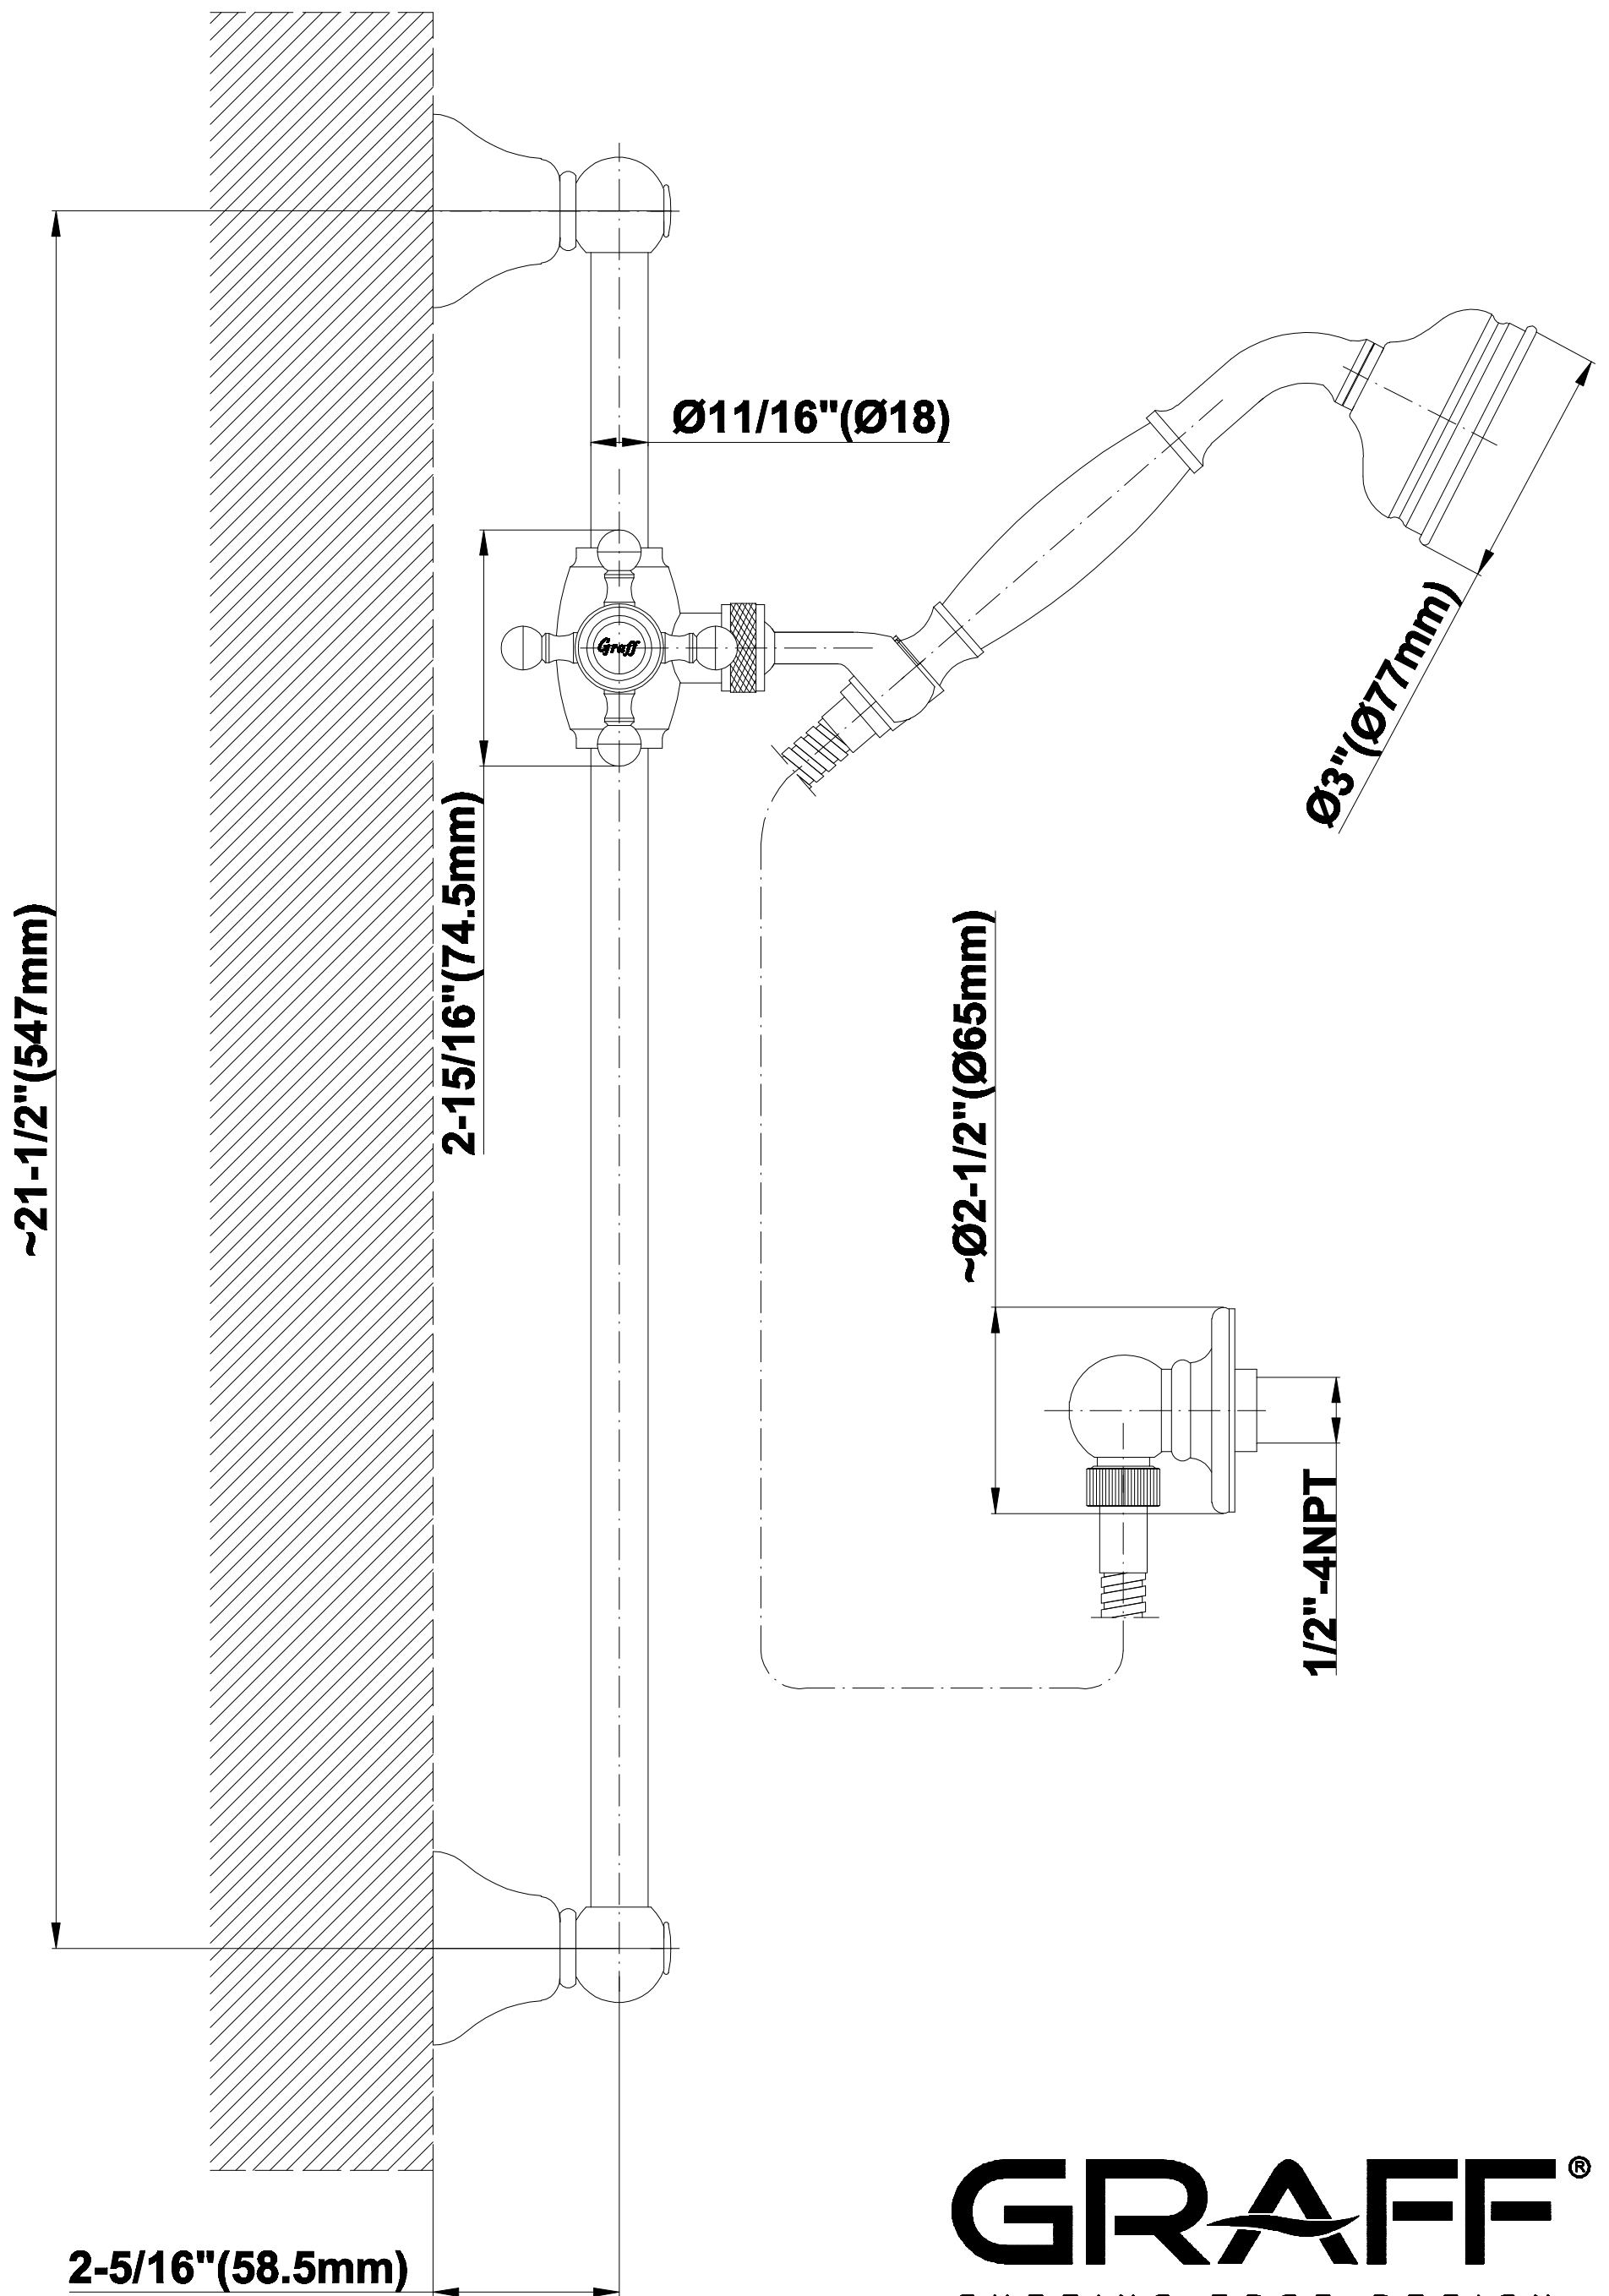 Ø11/16"(Ø18)
Graff
Ø3"(Ø77mm)
2-15/16"(74.5mm)
~21-1/2"(547mm)
~Ø2-1/2"(Ø65mm)
1/2"-4NPT
2-5/16"(58.5mm)
GRAFF®